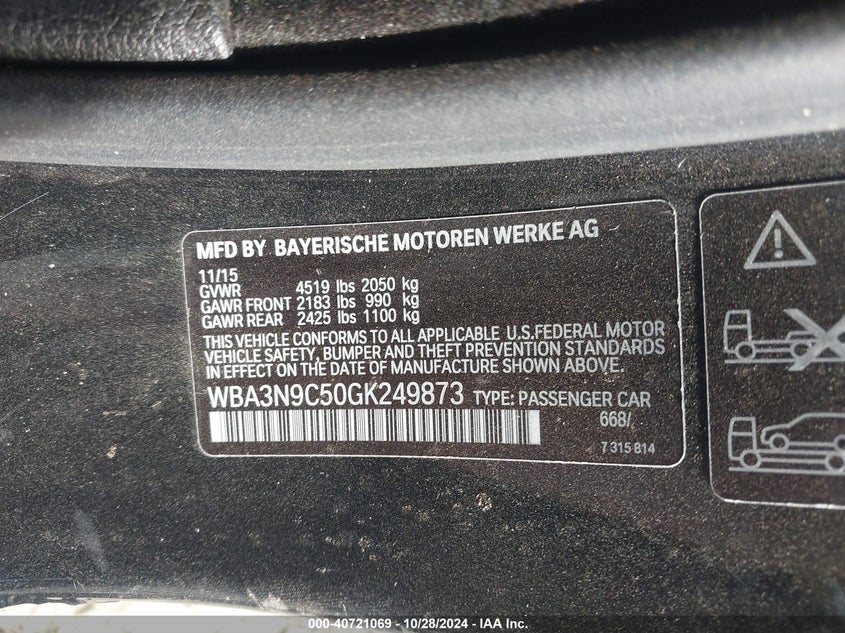 MFD BY BAYERISCHE MOTOREN WERKE AG
11/15
GVWR 4519 lbs 2050 kg
GAWR FRONT 2183 lbs 990 kg
GAWR REAR 2425 lbs 1100 kg
THIS VEHICLE CONFORMS TO ALL APPLICABLE U.S.FEDERAL MOTOR
VEHICLE SAFETY, BUMPER AND THEFT PREVENTION STANDARDS
IN EFFECT ON THE DATE OF MANUFACTURE SHOWN ABOVE.
WBA3N9C50GK249873 TYPE: PASSENGER CAR
668/
7 315 814
000-40721069 - 10/28/2024 - IAA Inc.